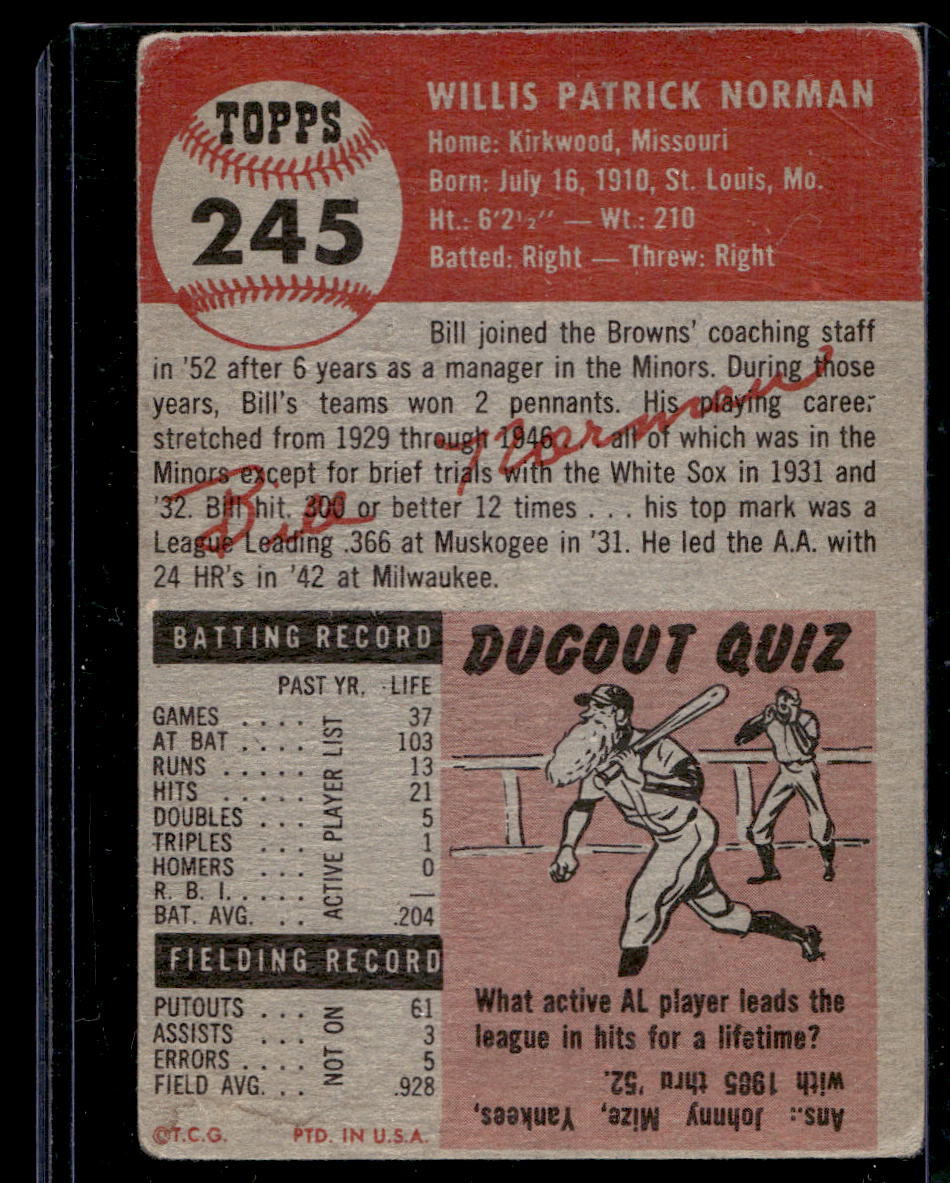 TOPPS
245
WILLIS PATRICK NORMAN
Home: Kirkwood, Missouri
Born: July 16, 1910, St. Louis, Mo.
Ht.: 6'2½" — Wt.: 210
Batted: Right — Threw: Right
Bill joined the Browns' coaching staff
in '52 after 6 years as a manager in the Minors. During those
years, Bill's teams won 2 pennants. His playing career
stretched from 1929 through 1946 . . . all of which was in the
Minors except for brief trials with the White Sox in 1931 and
'32. Bill hit. 300 or better 12 times . . . his top mark was a
League Leading .366 at Muskogee in '31. He led the A.A. with
24 HR's in '42 at Milwaukee.
Bill Norman
BATTING RECORD
PAST YR. LIFE
GAMES . . . . 37
AT BAT . . . . 103
RUNS . . . . . 13
HITS . . . . . 21
DOUBLES . . . 5
TRIPLES . . . 1
HOMERS . . . 0
R. B. I. . . . . —
BAT. AVG. . . .204
FIELDING RECORD
PUTOUTS . . . 61
ASSISTS . . . 3
ERRORS . . . . 5
FIELD AVG. . . .928
NOT ON ACTIVE PLAYER LIST
©T.C.G. PTD. IN U.S.A.
DUGOUT QUIZ
What active AL player leads the
league in hits for a lifetime?
Ans.: Johnny Mize, Yankees,
with 1985 thru '52.